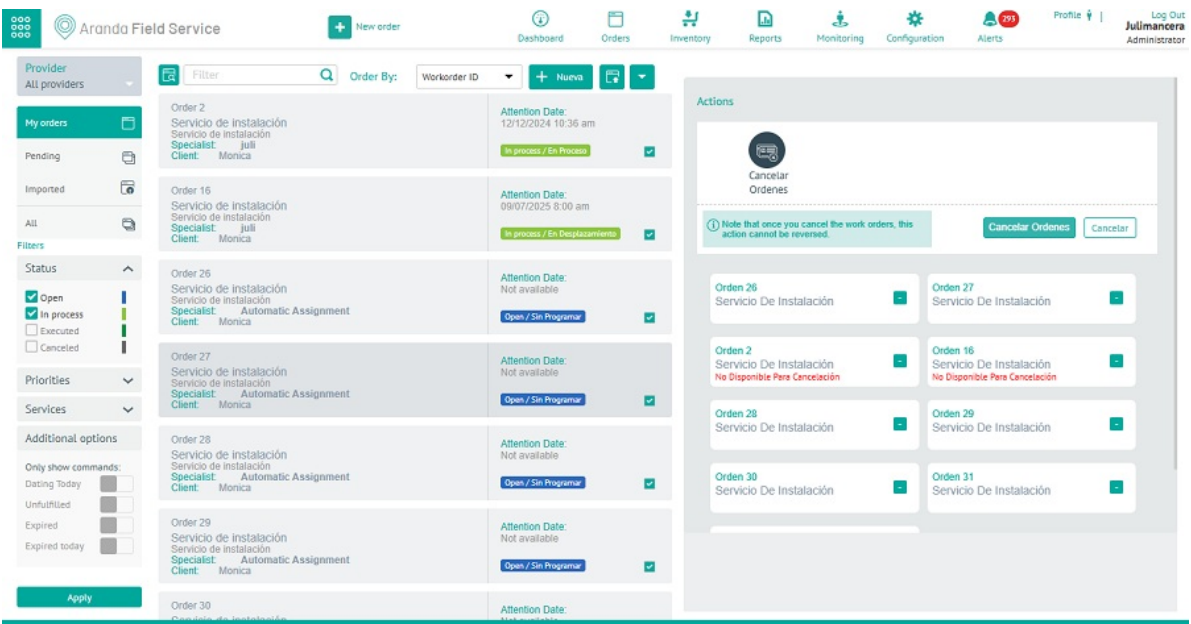 Aranda Field Service
New order
Dashboard
Orders
Inventory
Reports
Monitoring
Configuration
Alerts
293
Profile
Log Out
Julimancera
Administrator
Provider
All providers
My orders
Pending
Imported
All
Filters
Status
Open
In process
Executed
Canceled
Priorities
Services
Additional options
Only show commands:
Dating Today
Unfulfilled
Expired
Expired today
Apply
Filter
Order By:
Workorder ID
Nueva
Order 2
Servicio de instalación
Servicio de instalación
Specialist: juli
Client: Monica
Attention Date:
12/12/2024 10:36 am
In process / En Proceso
Order 16
Servicio de instalación
Servicio de instalación
Specialist: juli
Client: Monica
Attention Date:
09/07/2025 8:00 am
In process / En Desplazamiento
Order 26
Servicio de instalación
Servicio de instalación
Specialist: Automatic Assignment
Client: Monica
Attention Date:
Not available
Open / Sin Programar
Order 27
Servicio de instalación
Servicio de instalación
Specialist: Automatic Assignment
Client: Monica
Attention Date:
Not available
Open / Sin Programar
Order 28
Servicio de instalación
Servicio de instalación
Specialist: Automatic Assignment
Client: Monica
Attention Date:
Not available
Open / Sin Programar
Order 29
Servicio de instalación
Servicio de instalación
Specialist: Automatic Assignment
Client: Monica
Attention Date:
Not available
Open / Sin Programar
Order 30
Servicio de instalación
Attention Date:
Not available
Actions
Cancelar
Ordenes
Note that once you cancel the work orders, this
action cannot be reversed.
Cancelar Ordenes
Cancelar
Orden 26
Servicio De Instalación
Orden 27
Servicio De Instalación
Orden 2
Servicio De Instalación
No Disponible Para Cancelación
Orden 16
Servicio De Instalación
No Disponible Para Cancelación
Orden 28
Servicio De Instalación
Orden 29
Servicio De Instalación
Orden 30
Servicio De Instalación
Orden 31
Servicio De Instalación